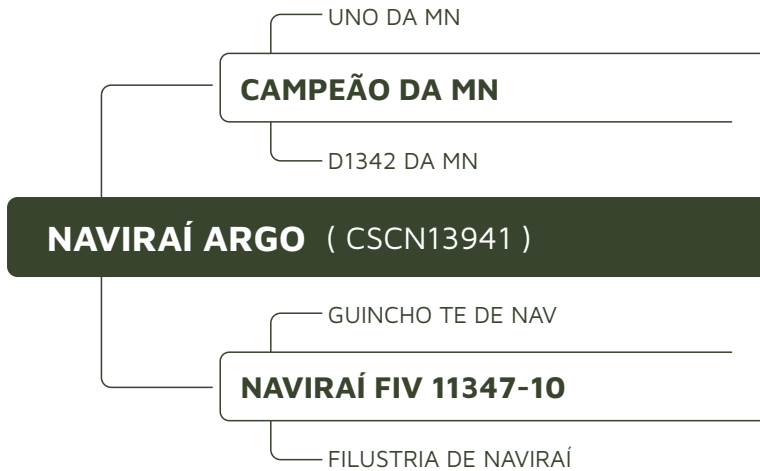 UNO DA MN
CAMPEÃO DA MN
D1342 DA MN
NAVIRAÍ ARGO ( CSCN13941 )
GUINCHO TE DE NAV
NAVIRAÍ FIV 11347-10
FILUSTRIA DE NAVIRAÍ